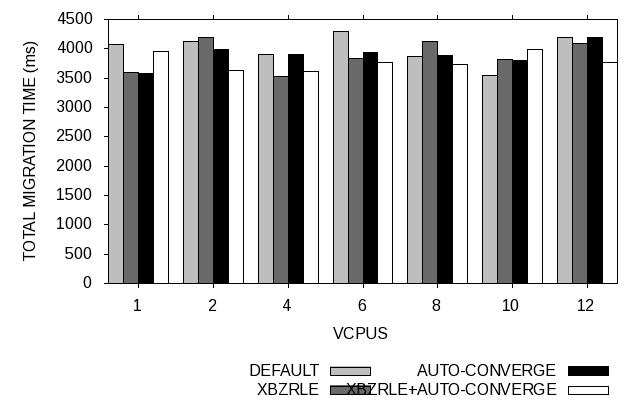 4500
4000
3500
3000
2500
2000
1500
1000
500
0
TOTAL MIGRATION TIME (ms)
1 2 4 6 8 10 12
VCPUS
DEFAULT AUTO-CONVERGE
XBZRLE XBZRLE+AUTO-CONVERGE